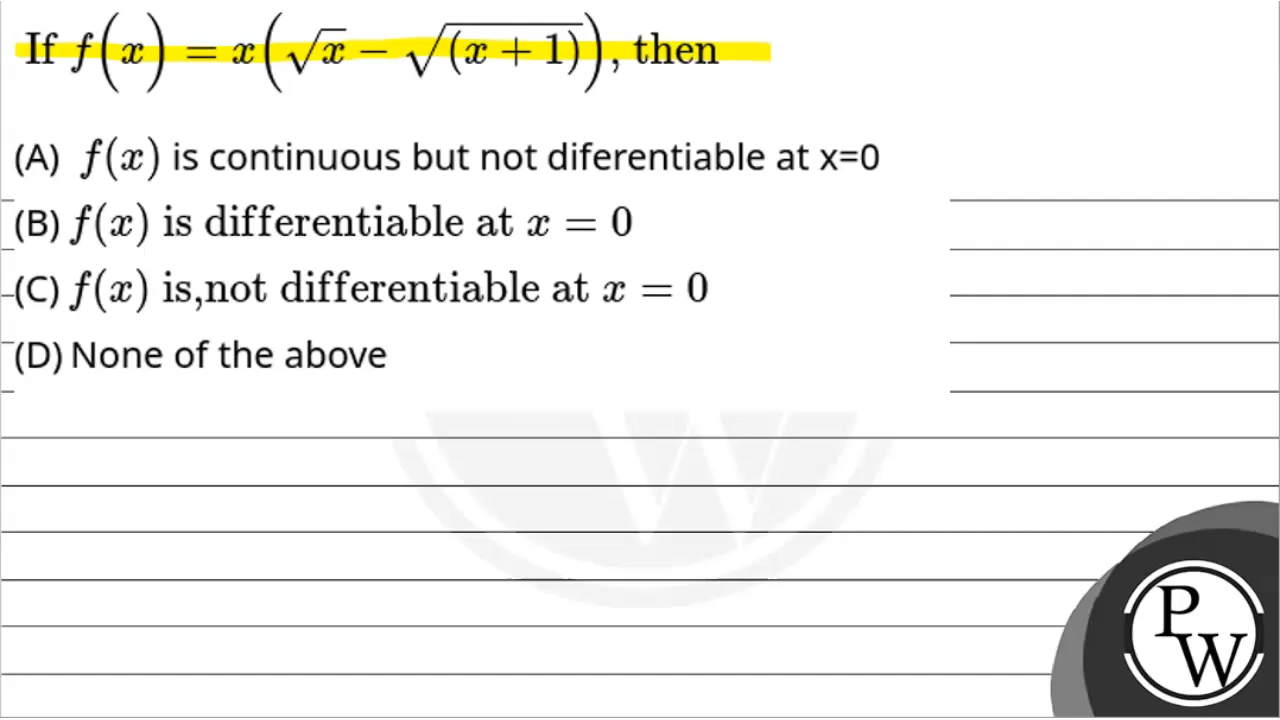 If f(x) = x(√x − √(x + 1)), then
(A) f(x) is continuous but not diferentiable at x=0
(B) f(x) is differentiable at x = 0
(C) f(x) is,not differentiable at x = 0
(D) None of the above
PW